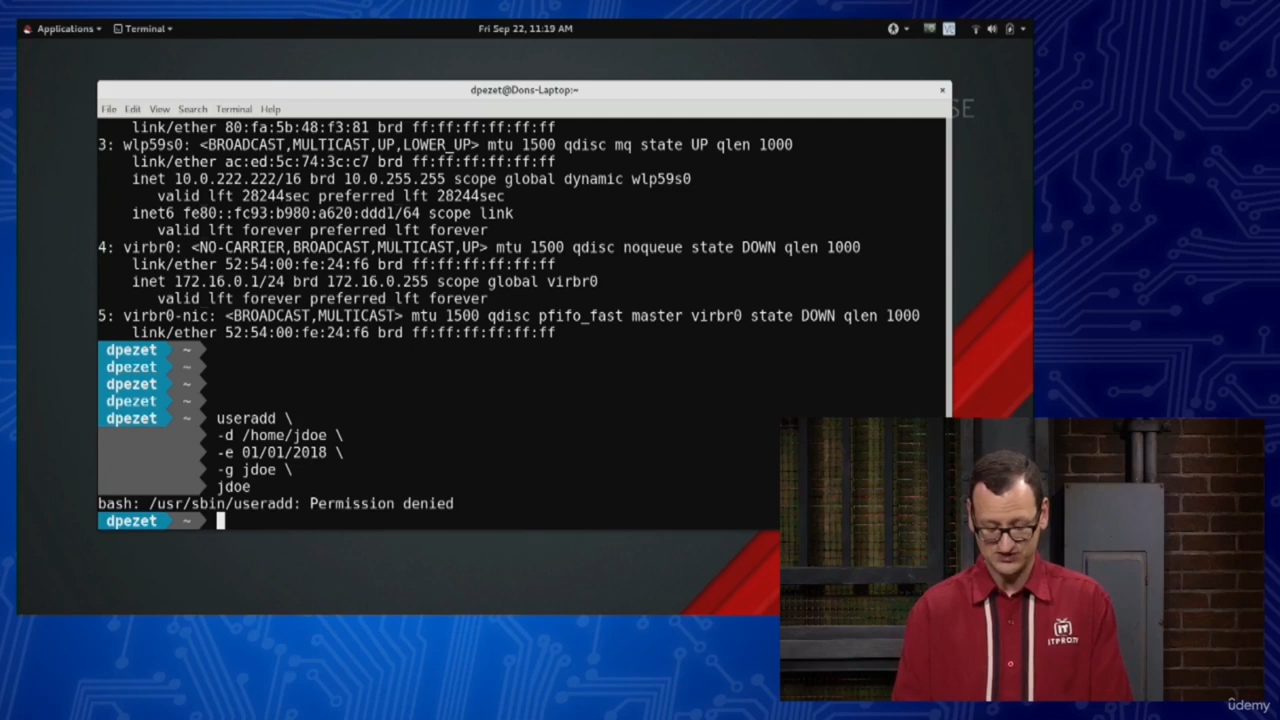 Applications Terminal Fri Sep 22, 11:19 AM
dpezet@Dons-Laptop:~ ×
File Edit View Search Terminal Help
link/ether 80:fa:5b:48:f3:81 brd ff:ff:ff:ff:ff:ff
3: wlp59s0: <BROADCAST,MULTICAST,UP,LOWER_UP> mtu 1500 qdisc mq state UP qlen 1000
link/ether ac:ed:5c:74:3c:c7 brd ff:ff:ff:ff:ff:ff
inet 10.0.222.222/16 brd 10.0.255.255 scope global dynamic wlp59s0
valid_lft 28244sec preferred_lft 28244sec
inet6 fe80::fc93:b980:a620:ddd1/64 scope link
valid_lft forever preferred_lft forever
4: virbr0: <NO-CARRIER,BROADCAST,MULTICAST,UP> mtu 1500 qdisc noqueue state DOWN qlen 1000
link/ether 52:54:00:fe:24:f6 brd ff:ff:ff:ff:ff:ff
inet 172.16.0.1/24 brd 172.16.0.255 scope global virbr0
valid_lft forever preferred_lft forever
5: virbr0-nic: <BROADCAST,MULTICAST> mtu 1500 qdisc pfifo_fast master virbr0 state DOWN qlen 1000
link/ether 52:54:00:fe:24:f6 brd ff:ff:ff:ff:ff:ff
dpezet ~
dpezet ~
dpezet ~
dpezet ~
dpezet ~ useradd \
-d /home/jdoe \
-e 01/01/2018 \
-g jdoe \
jdoe
bash: /usr/sbin/useradd: Permission denied
dpezet ~
SE
IT
ITPROTV
udemy